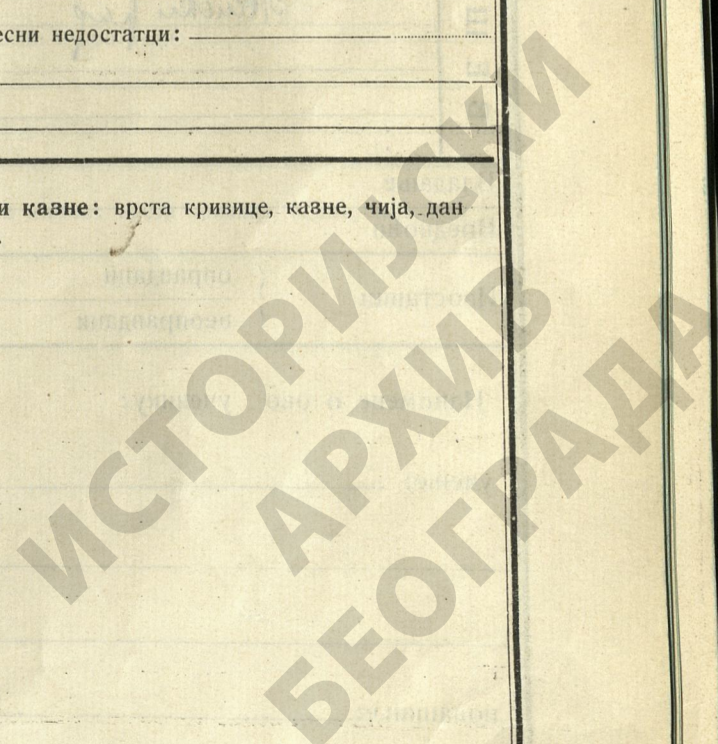 есни недостатци:
и казне: врста кривице, казне, чија, дан
ИСТОРИЈСКИ
АРХИВ
БЕОГРАДА